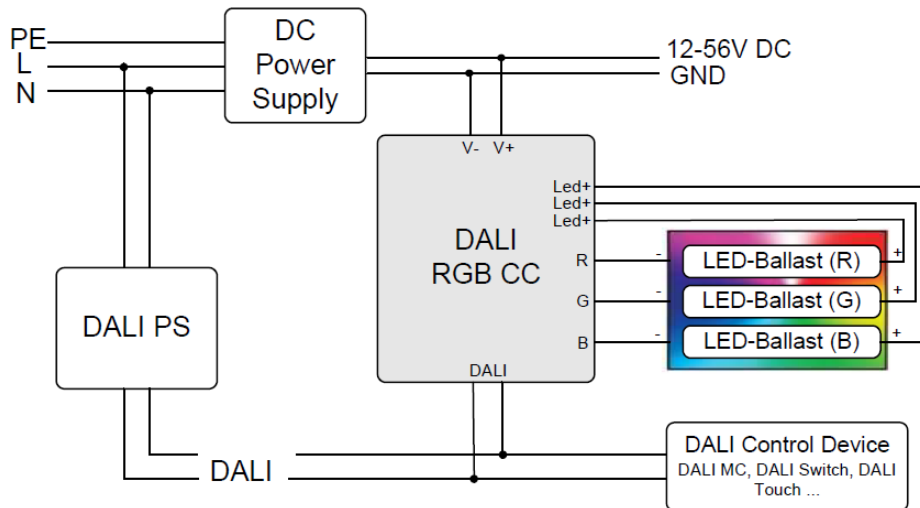 PE
L
N
DC
Power
Supply
12-56V DC
GND
V- V+
Led+
Led+
Led+
DALI
RGB CC
R
G
B
- LED-Ballast (R) +
- LED-Ballast (G) +
- LED-Ballast (B) +
DALI PS
DALI
DALI
DALI Control Device
DALI MC, DALI Switch, DALI
Touch ...